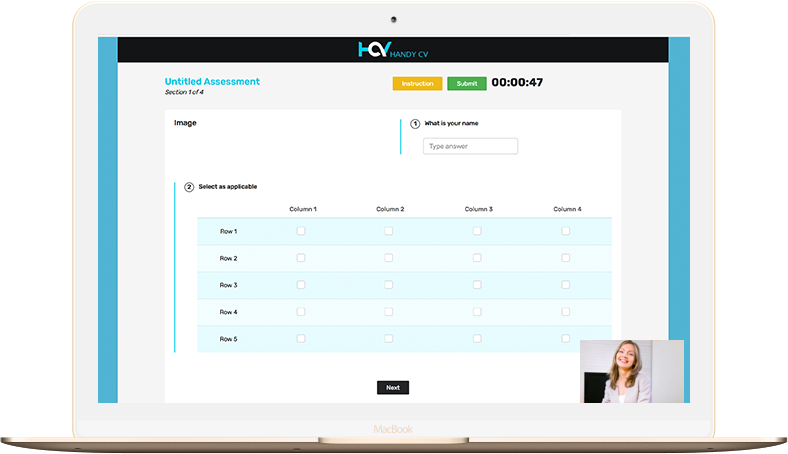 HCV HANDY CV
Untitled Assessment
Section 1 of 4
Instruction
Submit
00:00:47
Image
1 What is your name
Type answer
2 Select as applicable
Column 1 Column 2 Column 3 Column 4
Row 1
Row 2
Row 3
Row 4
Row 5
Next
MacBook